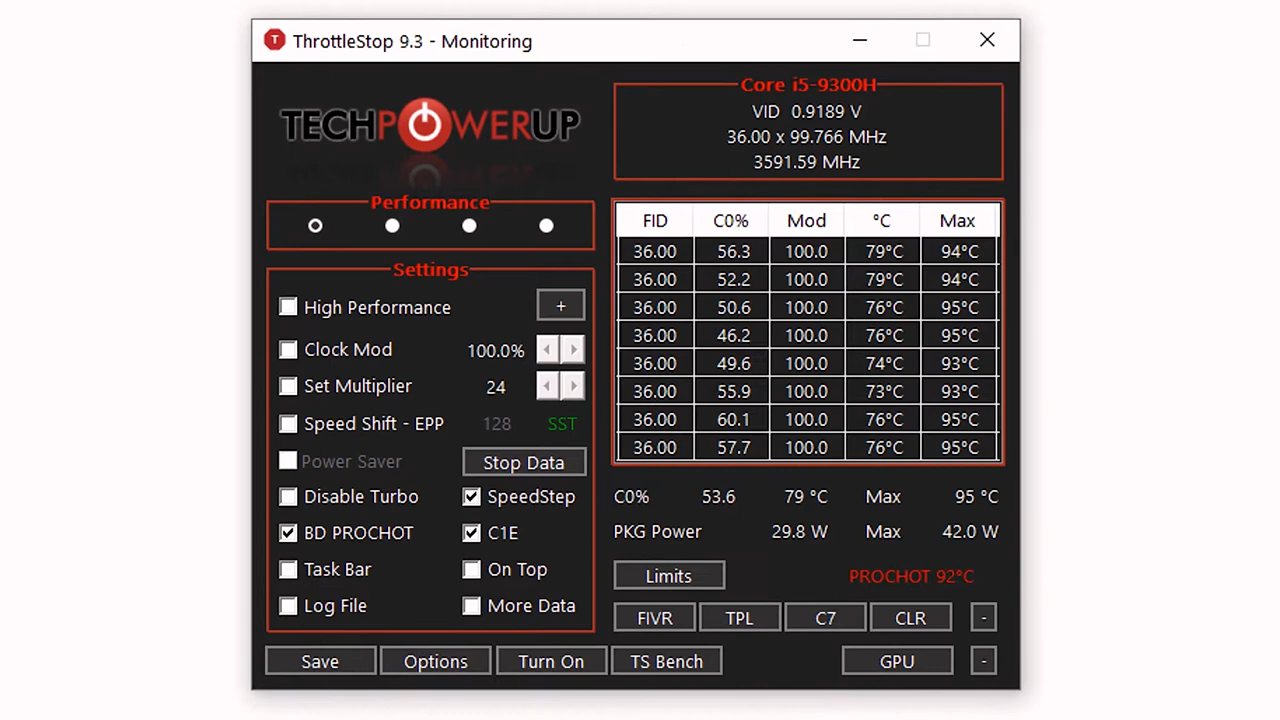 ThrottleStop 9.3 - Monitoring
TECHPOWERUP
Core i5-9300H
VID 0.9189 V
36.00 x 99.766 MHz
3591.59 MHz
Performance
Settings
High Performance +
Clock Mod 100.0%
Set Multiplier 24
Speed Shift - EPP 128 SST
Power Saver Stop Data
Disable Turbo SpeedStep
BD PROCHOT C1E
Task Bar On Top
Log File More Data
FID C0% Mod °C Max
36.00 56.3 100.0 79°C 94°C
36.00 52.2 100.0 79°C 94°C
36.00 50.6 100.0 76°C 95°C
36.00 46.2 100.0 76°C 95°C
36.00 49.6 100.0 74°C 93°C
36.00 55.9 100.0 73°C 93°C
36.00 60.1 100.0 76°C 95°C
36.00 57.7 100.0 76°C 95°C
C0% 53.6 79 °C Max 95 °C
PKG Power 29.8 W Max 42.0 W
Limits PROCHOT 92°C
FIVR TPL C7 CLR -
Save Options Turn On TS Bench GPU -